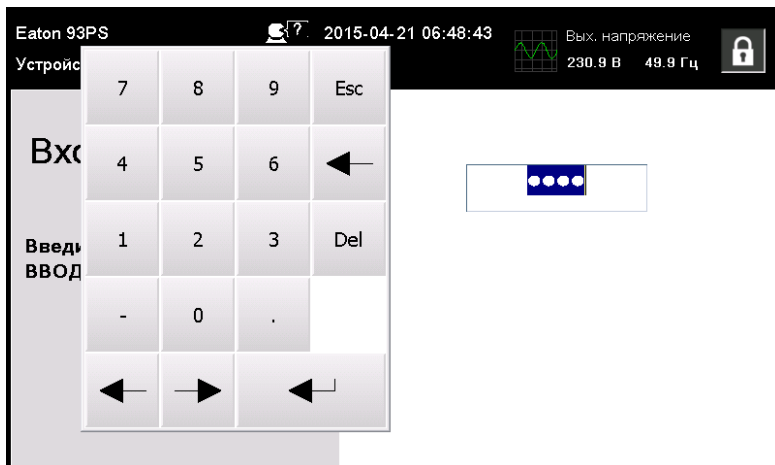 Eaton 93PS
2015-04-21 06:48:43
Вых. напряжение
Устройс
230.9 В 49.9 Гц
7 8 9 Esc
Вхо
4 5 6
1 2 3 Del
Введи
ВВОД
- 0 .